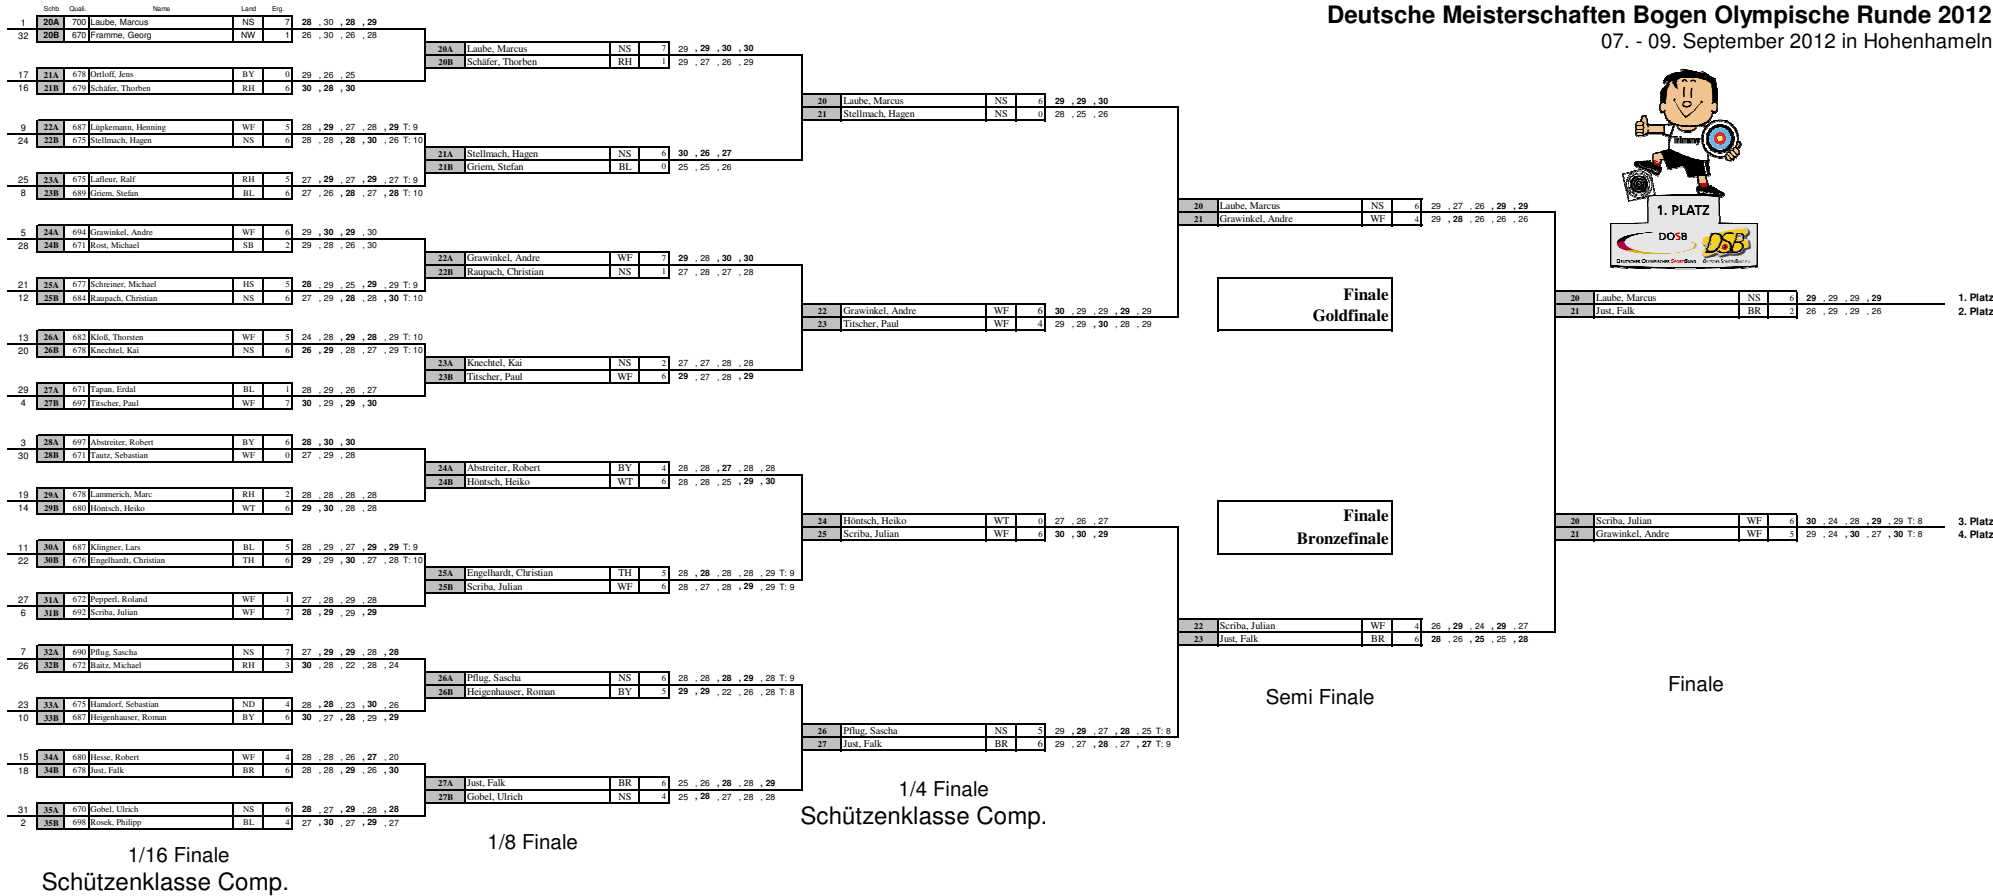 Deutsche Meisterschaften Bogen Olympische Runde 2012
07. - 09. September 2012 in Hohenhameln
Schb Quali. Name Land Erg.
1 20A 700 Laube, Marcus NS 7 28 , 30 , 28 , 29
32 20B 670 Framme, Georg NW 1 26 , 30 , 26 , 28
17 21A 678 Ortloff, Jens BY 0 29 , 26 , 25
16 21B 679 Schäfer, Thorben RH 6 30 , 28 , 30
9 22A 687 Lüpkemann, Henning WF 5 28 , 29 , 27 , 28 , 29 T: 9
24 22B 675 Stellmach, Hagen NS 6 28 , 28 , 28 , 30 , 26 T: 10
25 23A 675 Lafleur, Ralf RH 5 27 , 29 , 27 , 29 , 27 T: 9
8 23B 689 Griem, Stefan BL 6 27 , 26 , 28 , 27 , 28 T: 10
5 24A 694 Grawinkel, Andre WF 6 29 , 30 , 29 , 30
28 24B 671 Rost, Michael SB 2 29 , 28 , 26 , 30
21 25A 677 Schreiner, Michael HS 5 28 , 29 , 25 , 29 , 29 T: 9
12 25B 684 Raupach, Christian NS 6 27 , 29 , 28 , 28 , 30 T: 10
13 26A 682 Kloß, Thorsten WF 5 24 , 28 , 29 , 28 , 29 T: 10
20 26B 678 Knechtel, Kai NS 6 26 , 29 , 28 , 27 , 29 T: 10
29 27A 671 Tapan, Erdal BL 1 28 , 29 , 26 , 27
4 27B 697 Titscher, Paul WF 7 30 , 29 , 29 , 30
3 28A 697 Abstreiter, Robert BY 6 28 , 30 , 30
30 28B 671 Tautz, Sebastian WF 0 27 , 29 , 28
19 29A 678 Lammerich, Marc RH 2 28 , 28 , 28 , 28
14 29B 680 Höntsch, Heiko WT 6 29 , 30 , 28 , 28
11 30A 687 Klingner, Lars BL 5 28 , 29 , 27 , 29 , 29 T: 9
22 30B 676 Engelhardt, Christian TH 6 29 , 29 , 30 , 27 , 28 T: 10
27 31A 672 Pepperl, Roland WF 1 27 , 28 , 29 , 28
6 31B 692 Scriba, Julian WF 7 28 , 29 , 29 , 29
7 32A 690 Pflug, Sascha NS 7 27 , 29 , 29 , 28 , 28
26 32B 672 Baitz, Michael RH 3 30 , 28 , 22 , 28 , 24
23 33A 675 Hamdorf, Sebastian ND 4 28 , 28 , 23 , 30 , 26
10 33B 687 Heigenhauser, Roman BY 6 30 , 27 , 28 , 29 , 29
15 34A 680 Hesse, Robert WF 4 28 , 28 , 26 , 27 , 20
18 34B 678 Just, Falk BR 6 28 , 28 , 29 , 26 , 30
31 35A 670 Gobel, Ulrich NS 6 28 , 27 , 29 , 28 , 28
2 35B 698 Rosek, Philipp BL 4 27 , 30 , 27 , 29 , 27
1/16 Finale
Schützenklasse Comp.
20A Laube, Marcus NS 7 29 , 29 , 30 , 30
20B Schäfer, Thorben RH 1 29 , 27 , 26 , 29
21A Stellmach, Hagen NS 6 30 , 26 , 27
21B Griem, Stefan BL 0 25 , 25 , 26
22A Grawinkel, Andre WF 7 29 , 28 , 30 , 30
22B Raupach, Christian NS 1 27 , 28 , 27 , 28
23A Knechtel, Kai NS 2 27 , 27 , 28 , 28
23B Titscher, Paul WF 6 29 , 27 , 28 , 29
24A Abstreiter, Robert BY 4 28 , 28 , 27 , 28 , 28
24B Höntsch, Heiko WT 6 28 , 28 , 25 , 29 , 30
25A Engelhardt, Christian TH 5 28 , 28 , 28 , 28 , 29 T: 9
25B Scriba, Julian WF 6 28 , 27 , 28 , 29 , 29 T: 9
26A Pflug, Sascha NS 6 28 , 28 , 28 , 29 , 28 T: 9
26B Heigenhauser, Roman BY 5 29 , 29 , 22 , 26 , 28 T: 8
27A Just, Falk BR 6 25 , 26 , 28 , 28 , 29
27B Gobel, Ulrich NS 4 25 , 28 , 27 , 28 , 28
1/8 Finale
20 Laube, Marcus NS 6 29 , 29 , 30
21 Stellmach, Hagen NS 0 28 , 25 , 26
22 Grawinkel, Andre WF 6 30 , 29 , 29 , 29 , 29
23 Titscher, Paul WF 4 29 , 29 , 30 , 28 , 29
24 Höntsch, Heiko WT 0 27 , 26 , 27
25 Scriba, Julian WF 6 30 , 30 , 29
26 Pflug, Sascha NS 5 29 , 29 , 27 , 28 , 25 T: 8
27 Just, Falk BR 6 29 , 27 , 28 , 27 , 27 T: 9
1/4 Finale
Schützenklasse Comp.
20 Laube, Marcus NS 6 29 , 27 , 26 , 29 , 29
21 Grawinkel, Andre WF 4 29 , 28 , 26 , 26 , 26
Finale
Goldfinale
Finale
Bronzefinale
22 Scriba, Julian WF 4 26 , 29 , 24 , 29 , 27
23 Just, Falk BR 6 28 , 26 , 25 , 25 , 28
Semi Finale
Trimmy
1. PLATZ
DOSB
DSB
DEUTSCHER OLYMPISCHER SPORTBUND
20 Laube, Marcus NS 6 29 , 29 , 29 , 29 1. Platz
21 Just, Falk BR 2 26 , 29 , 29 , 26 2. Platz
20 Scriba, Julian WF 6 30 , 24 , 28 , 29 , 29 T: 8 3. Platz
21 Grawinkel, Andre WF 5 29 , 24 , 30 , 27 , 30 T: 8 4. Platz
Finale